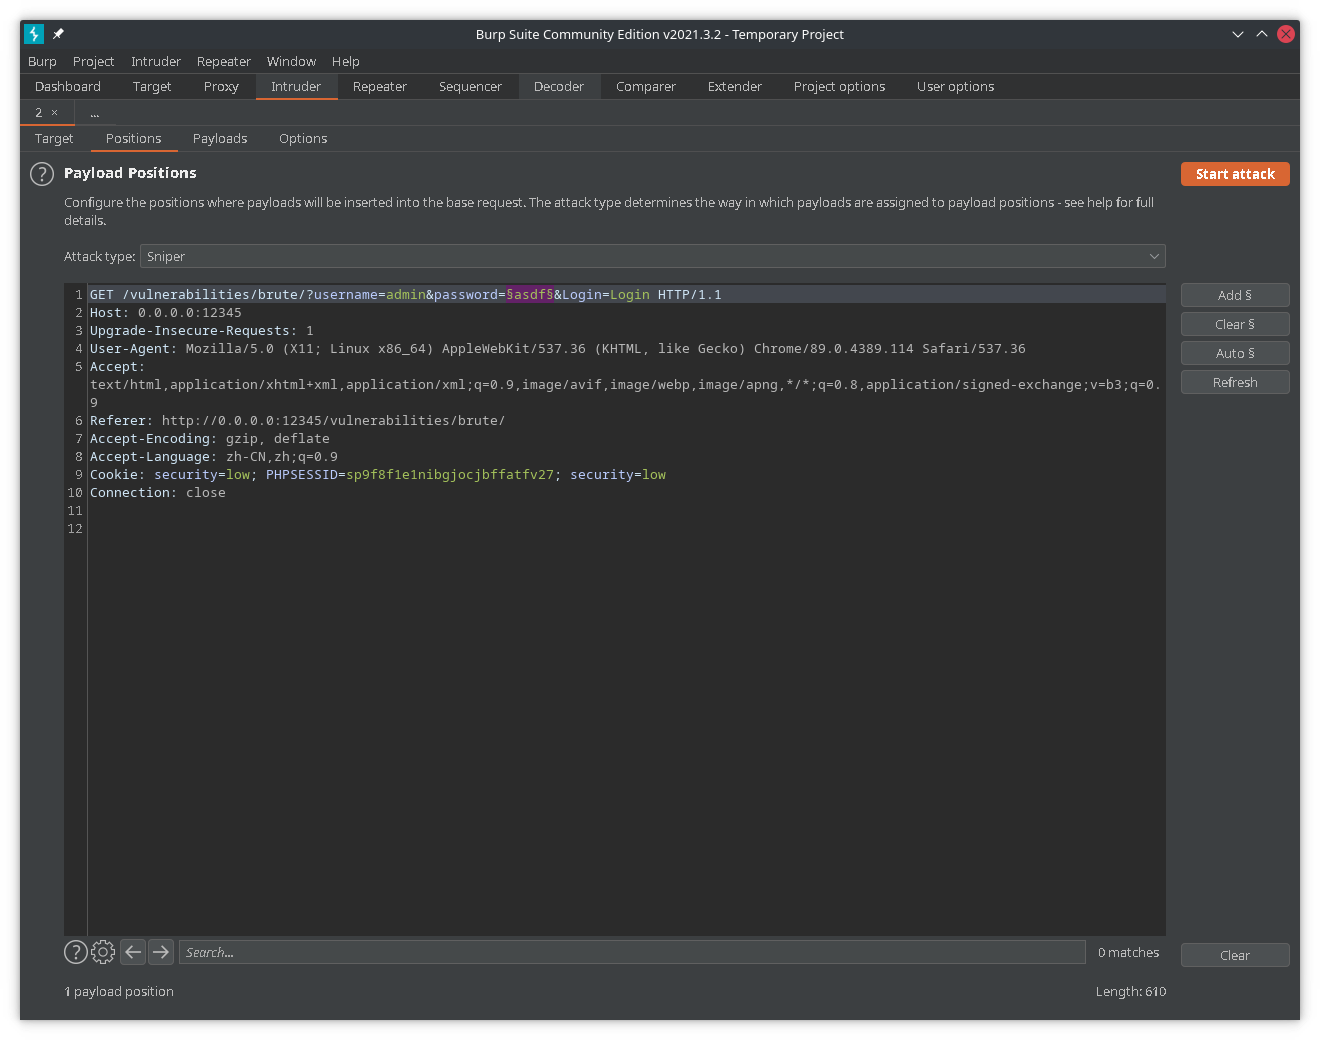 Burp Suite Community Edition v2021.3.2 - Temporary Project
Burp Project Intruder Repeater Window Help
Dashboard Target Proxy Intruder Repeater Sequencer Decoder Comparer Extender Project options User options
2 × ...
Target Positions Payloads Options
? Payload Positions
Start attack
Configure the positions where payloads will be inserted into the base request. The attack type determines the way in which payloads are assigned to payload positions - see help for full
details.
Attack type: Sniper
1 GET /vulnerabilities/brute/?username=admin&password=§asdf§&Login=Login HTTP/1.1
2 Host: 0.0.0.0:12345
3 Upgrade-Insecure-Requests: 1
4 User-Agent: Mozilla/5.0 (X11; Linux x86_64) AppleWebKit/537.36 (KHTML, like Gecko) Chrome/89.0.4389.114 Safari/537.36
5 Accept:
text/html,application/xhtml+xml,application/xml;q=0.9,image/avif,image/webp,image/apng,*/*;q=0.8,application/signed-exchange;v=b3;q=0.
9
6 Referer: http://0.0.0.0:12345/vulnerabilities/brute/
7 Accept-Encoding: gzip, deflate
8 Accept-Language: zh-CN,zh;q=0.9
9 Cookie: security=low; PHPSESSID=sp9f8f1e1nibgjocjbffatfv27; security=low
10 Connection: close
11
12
Add §
Clear §
Auto §
Refresh
? Search... 0 matches
Clear
1 payload position
Length: 610